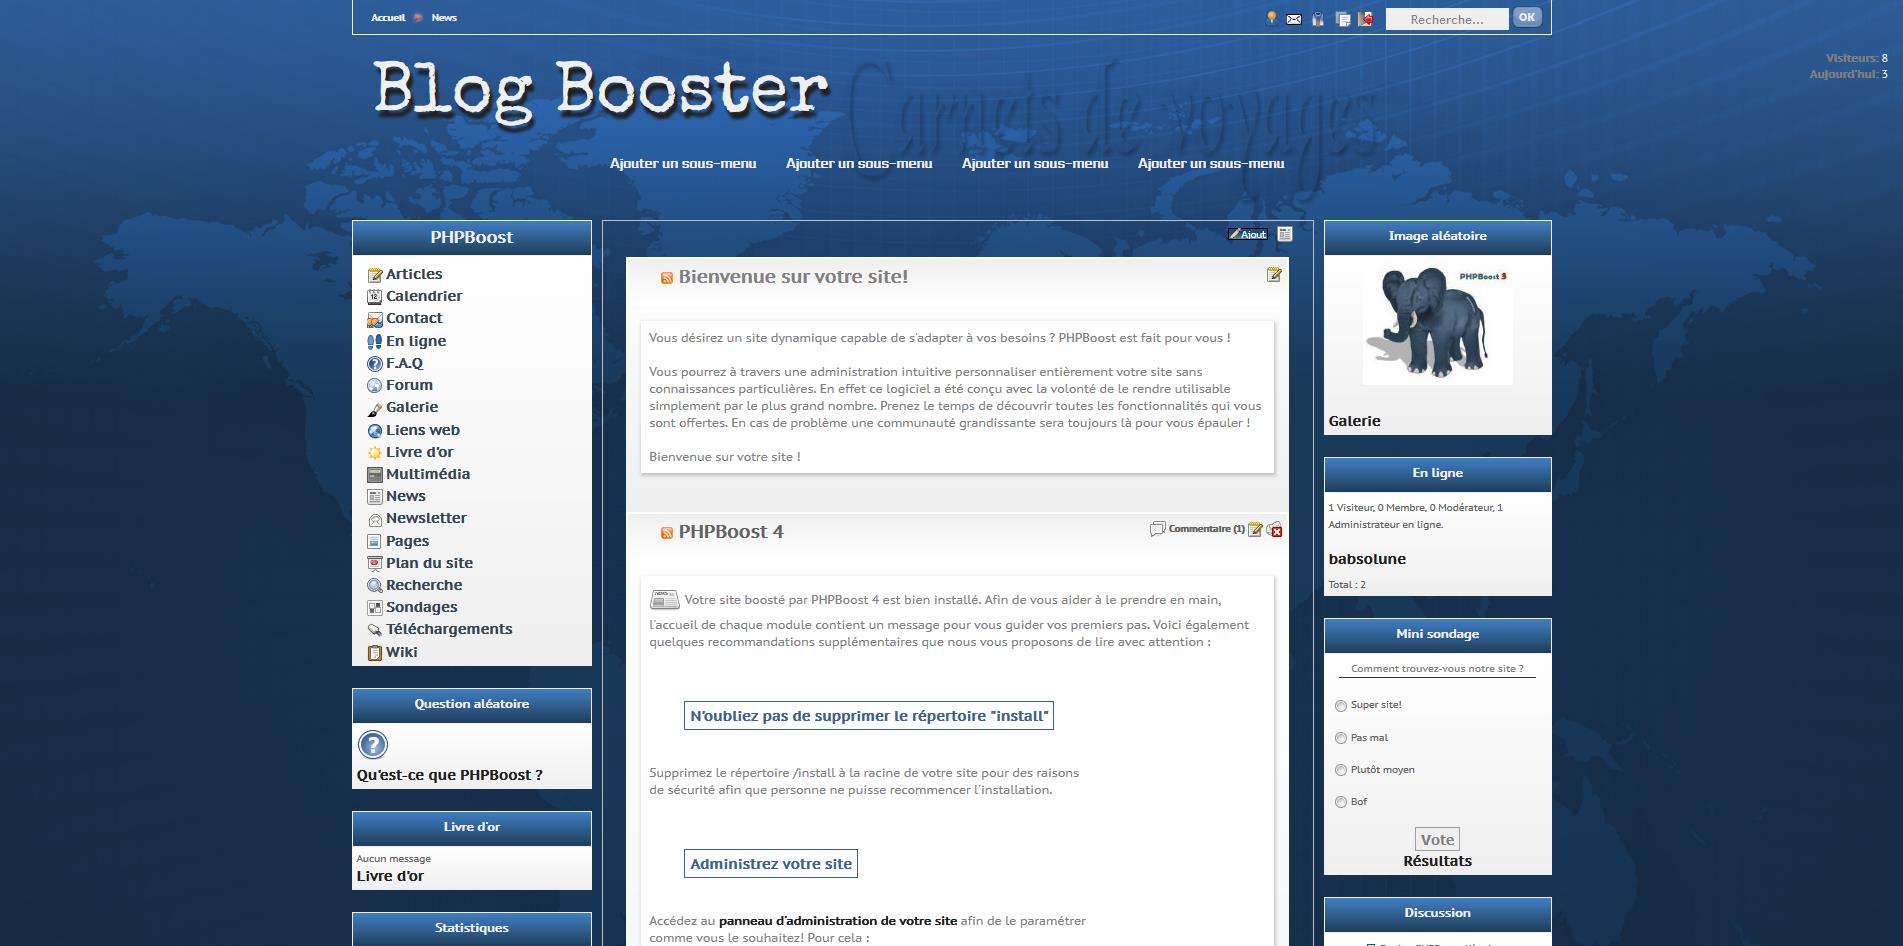 Accueil News
Recherche... OK
Visiteurs: 8
Aujourd'hui: 3
Blog Booster
Carnets de voyages
Ajouter un sous-menu Ajouter un sous-menu Ajouter un sous-menu Ajouter un sous-menu
PHPBoost
Articles
12
Calendrier
Contact
En ligne
F.A.Q
Forum
Galerie
Liens web
Livre d'or
Multimédia
News
Newsletter
Pages
Plan du site
Recherche
Sondages
Téléchargements
Wiki
Question aléatoire
?
Qu'est-ce que PHPBoost ?
Livre d'or
Aucun message
Livre d'or
Statistiques
Ajout
Bienvenue sur votre site!
Vous désirez un site dynamique capable de s'adapter à vos besoins ? PHPBoost est fait pour vous !
Vous pourrez à travers une administration intuitive personnaliser entièrement votre site sans
connaissances particulières. En effet ce logiciel a été conçu avec la volonté de le rendre utilisable
simplement par le plus grand nombre. Prenez le temps de découvrir toutes les fonctionnalités qui vous
sont offertes. En cas de problème une communauté grandissante sera toujours là pour vous épauler !
Bienvenue sur votre site !
PHPBoost 4
Commentaire (1)
Votre site boosté par PHPBoost 4 est bien installé. Afin de vous aider à le prendre en main,
l'accueil de chaque module contient un message pour vous guider vos premiers pas. Voici également
quelques recommandations supplémentaires que nous vous proposons de lire avec attention :
N'oubliez pas de supprimer le répertoire "install"
Supprimez le répertoire /install à la racine de votre site pour des raisons
de sécurité afin que personne ne puisse recommencer l'installation.
Administrez votre site
Accédez au panneau d'administration de votre site afin de le paramétrer
comme vous le souhaitez! Pour cela :
Image aléatoire
PHPBoost 3
Galerie
En ligne
1 Visiteur, 0 Membre, 0 Modérateur, 1
Administrateur en ligne.
babsolune
Total : 2
Mini sondage
Comment trouvez-vous notre site ?
Super site!
Pas mal
Plutôt moyen
Bof
Vote
Résultats
Discussion